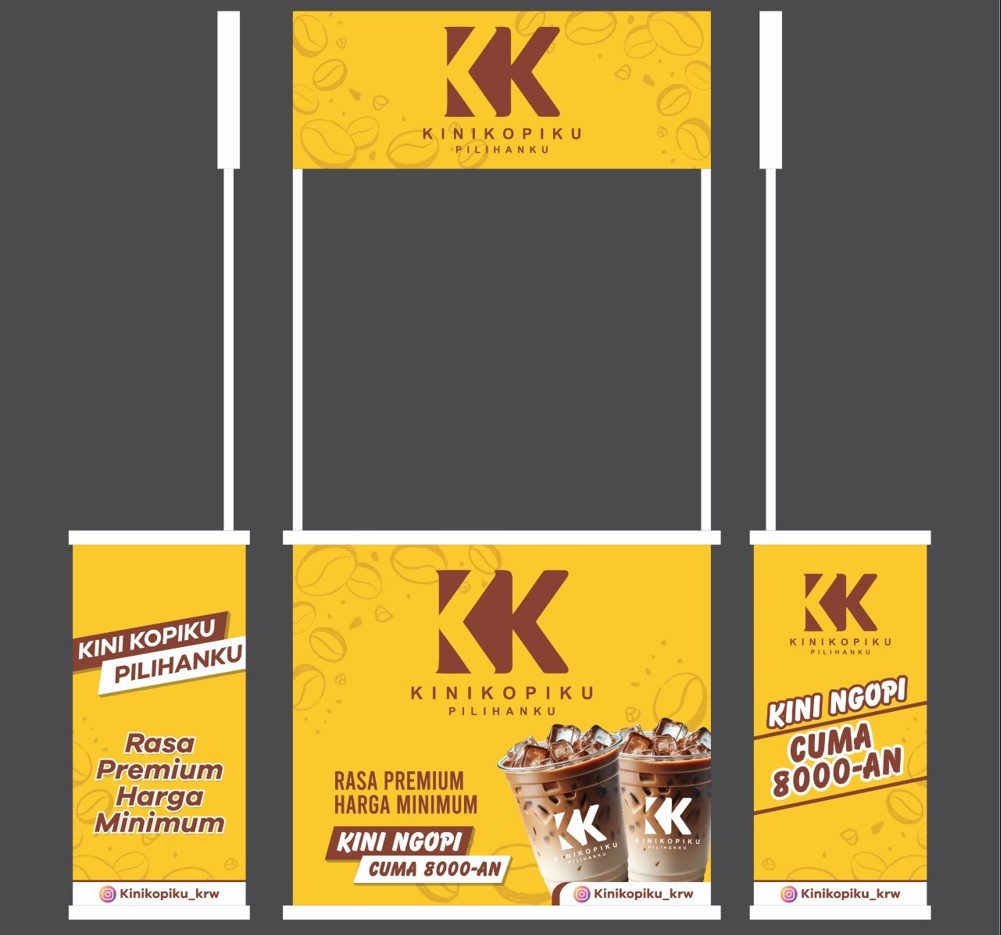 KK
KINIKOPIKU
PILIHANKU
KINI KOPIKU
PILIHANKU
Rasa
Premium
Harga
Minimum
Kinikopiku_krw
KK
KINIKOPIKU
PILIHANKU
RASA PREMIUM
HARGA MINIMUM
KINI NGOPI
CUMA 8000-AN
KK
KINIKOPIKU
PILIHANKU
KK
KINIKOPIKU
PILIHANKU
Kinikopiku_krw
KK
KINIKOPIKU
PILIHANKU
KINI NGOPI
CUMA
8000-AN
Kinikopiku_krw